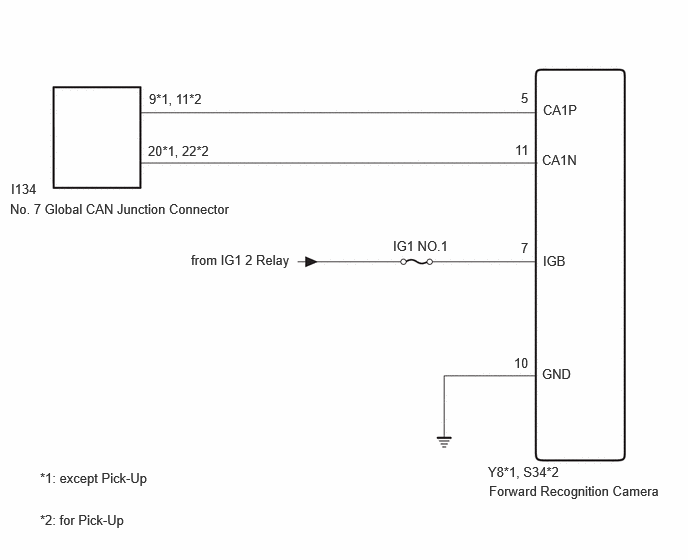 9*1, 11*2
5
CA1P
20*1, 22*2
11
CA1N
I134
No. 7 Global CAN Junction Connector
from IG1 2 Relay
IG1 NO.1
7
IGB
10
GND
Y8*1, S34*2
Forward Recognition Camera
*1: except Pick-Up
*2: for Pick-Up